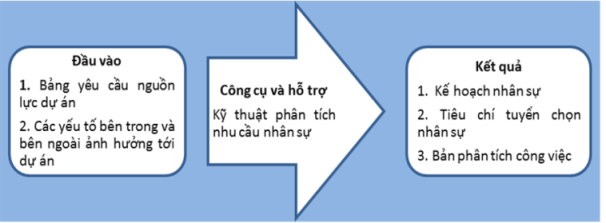 Đầu vào
1. Bảng yêu cầu nguồn
lực dự án
2. Các yếu tố bên trong và
bên ngoài ảnh hưởng tới
dự án
Công cụ và hỗ trợ
Kỹ thuật phân tích
nhu cầu nhân sự
Kết quả
1. Kế hoạch nhân sự
2. Tiêu chí tuyển chọn
nhân sự
3. Bản phân tích công việc